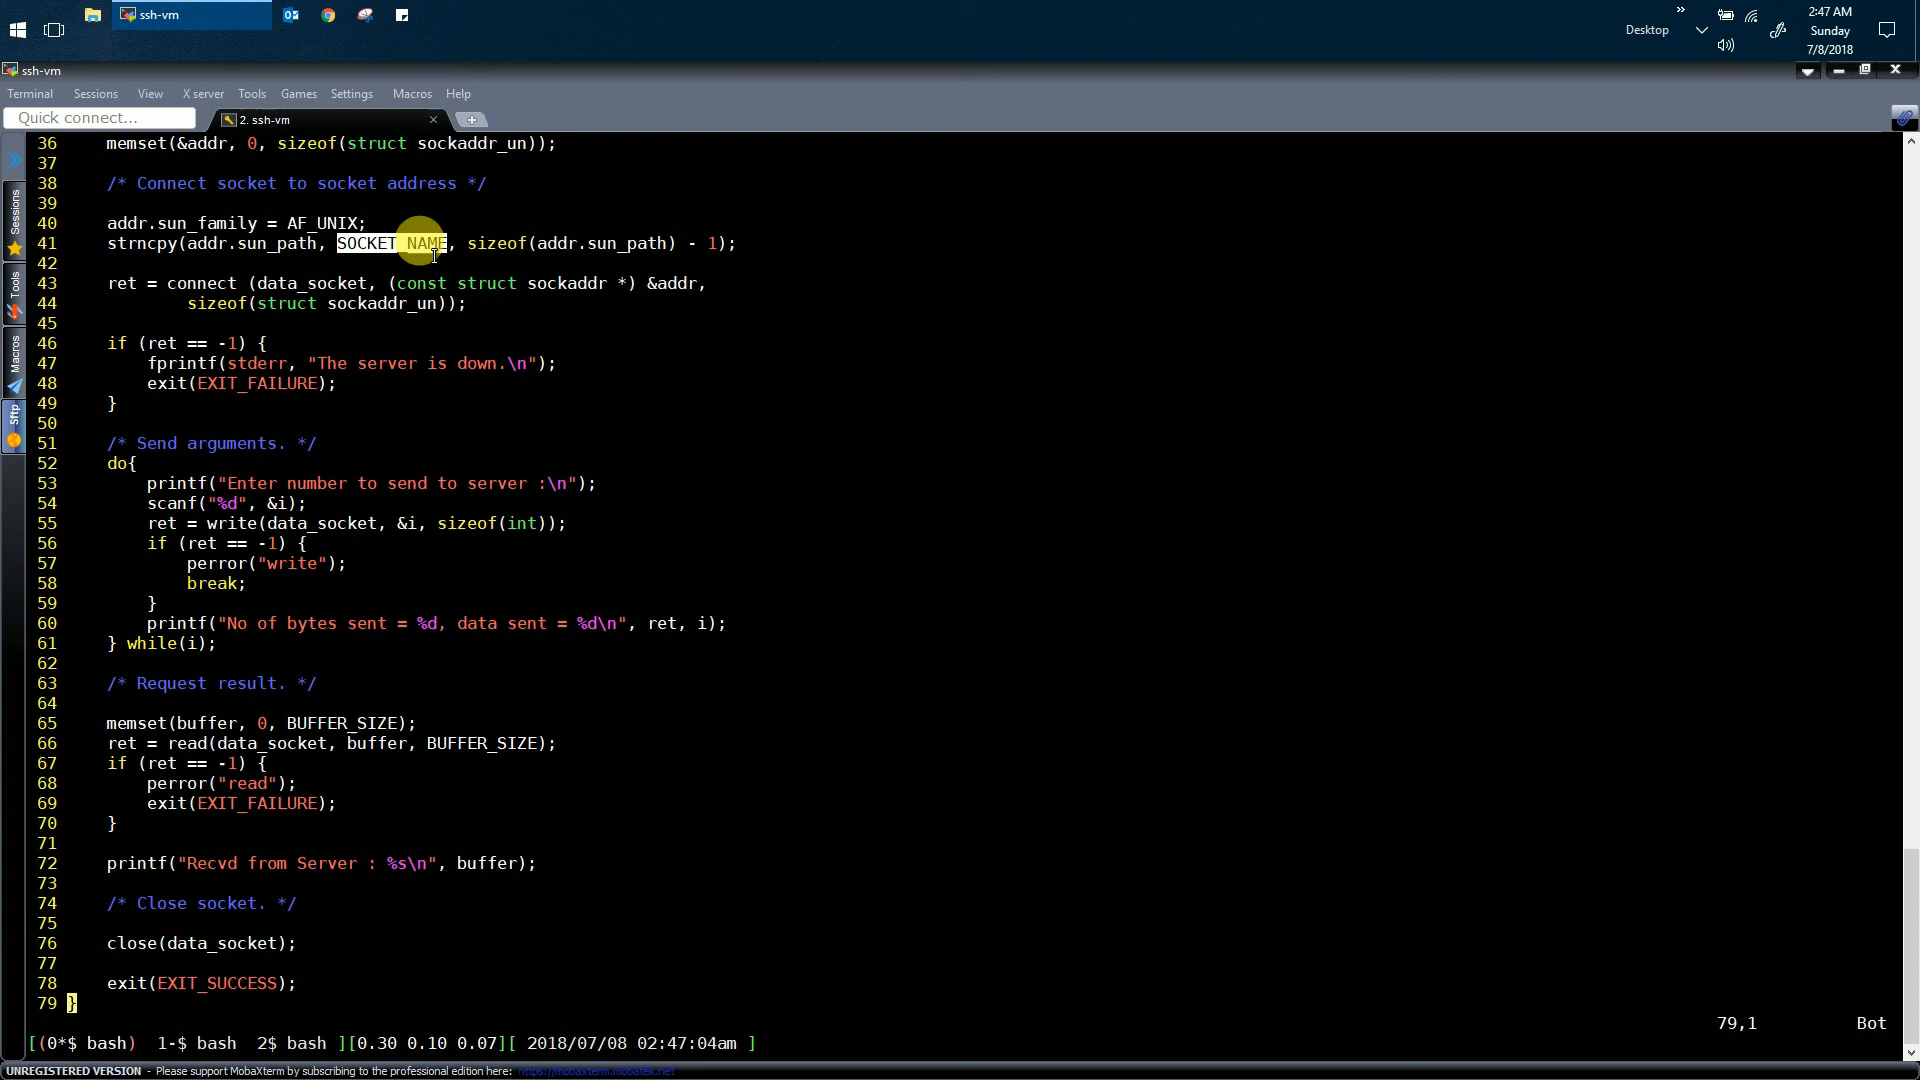 ssh-vm
Desktop
»
2:47 AM
Sunday
7/8/2018
ssh-vm
Terminal Sessions View X server Tools Games Settings Macros Help
Quick connect...
2. ssh-vm
Sessions
Tools
Macros
Sftp
36     memset(&addr, 0, sizeof(struct sockaddr_un));
37
38     /* Connect socket to socket address */
39
40     addr.sun_family = AF_UNIX;
41     strncpy(addr.sun_path, SOCKET_NAME, sizeof(addr.sun_path) - 1);
42
43     ret = connect (data_socket, (const struct sockaddr *) &addr,
44             sizeof(struct sockaddr_un));
45
46     if (ret == -1) {
47         fprintf(stderr, "The server is down.\n");
48         exit(EXIT_FAILURE);
49     }
50
51     /* Send arguments. */
52     do{
53         printf("Enter number to send to server :\n");
54         scanf("%d", &i);
55         ret = write(data_socket, &i, sizeof(int));
56         if (ret == -1) {
57             perror("write");
58             break;
59         }
60         printf("No of bytes sent = %d, data sent = %d\n", ret, i);
61     } while(i);
62
63     /* Request result. */
64
65     memset(buffer, 0, BUFFER_SIZE);
66     ret = read(data_socket, buffer, BUFFER_SIZE);
67     if (ret == -1) {
68         perror("read");
69         exit(EXIT_FAILURE);
70     }
71
72     printf("Recvd from Server : %s\n", buffer);
73
74     /* Close socket. */
75
76     close(data_socket);
77
78     exit(EXIT_SUCCESS);
79 }
79,1 Bot
[(0*$ bash)  1-$ bash  2$ bash ][0.30 0.10 0.07][ 2018/07/08 02:47:04am ]
UNREGISTERED VERSION - Please support MobaXterm by subscribing to the professional edition here: https://mobaxterm.mobatek.net